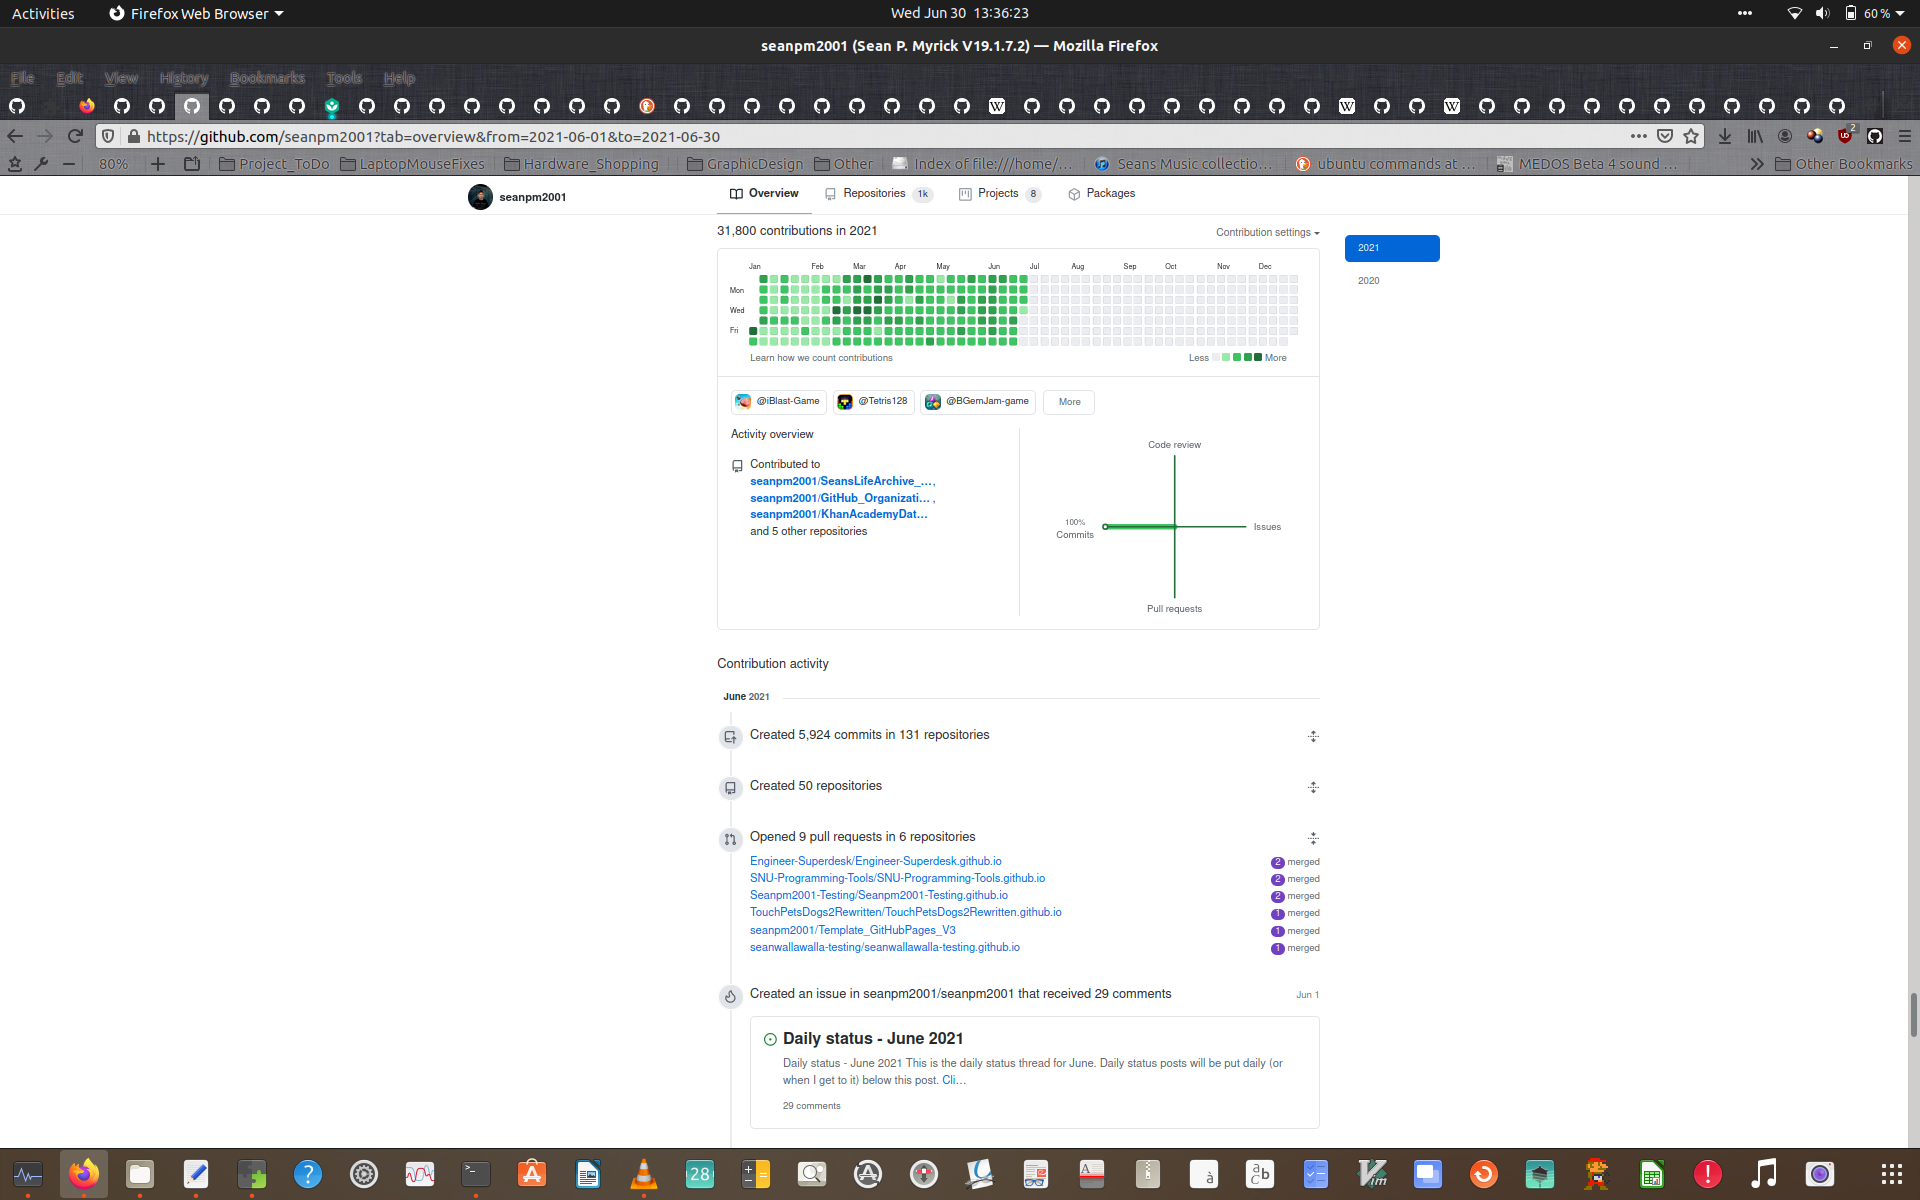 Activities
Firefox Web Browser
Wed Jun 30 13:36:23
60 %
seanpm2001 (Sean P. Myrick V19.1.7.2) — Mozilla Firefox
File Edit View History Bookmarks Tools Help
https://github.com/seanpm2001?tab=overview&from=2021-06-01&to=2021-06-30
2
80%
Project_ToDo
LaptopMouseFixes
Hardware_Shopping
GraphicDesign
Other
Index of file:///home/…
Seans Music collectio…
ubuntu commands at …
MEDOS Beta 4 sound …
Other Bookmarks
seanpm2001
Overview
Repositories 1k
Projects 8
Packages
31,800 contributions in 2021
Contribution settings
2021
2020
Jan Feb Mar Apr May Jun Jul Aug Sep Oct Nov Dec
Mon
Wed
Fri
Learn how we count contributions
Less More
@iBlast-Game
@Tetris128
@BGemJam-game
More
Activity overview
Contributed to
seanpm2001/SeansLifeArchive_…,
seanpm2001/GitHub_Organizati… ,
seanpm2001/KhanAcademyDat…
and 5 other repositories
Code review
100%
Commits
Issues
Pull requests
Contribution activity
June 2021
Created 5,924 commits in 131 repositories
Created 50 repositories
Opened 9 pull requests in 6 repositories
Engineer-Superdesk/Engineer-Superdesk.github.io 2 merged
SNU-Programming-Tools/SNU-Programming-Tools.github.io 2 merged
Seanpm2001-Testing/Seanpm2001-Testing.github.io 2 merged
TouchPetsDogs2Rewritten/TouchPetsDogs2Rewritten.github.io 1 merged
seanpm2001/Template_GitHubPages_V3 1 merged
seanwallawalla-testing/seanwallawalla-testing.github.io 1 merged
Created an issue in seanpm2001/seanpm2001 that received 29 comments Jun 1
Daily status - June 2021
Daily status - June 2021 This is the daily status thread for June. Daily status posts will be put daily (or
when I get to it) below this post. Cli…
29 comments
28